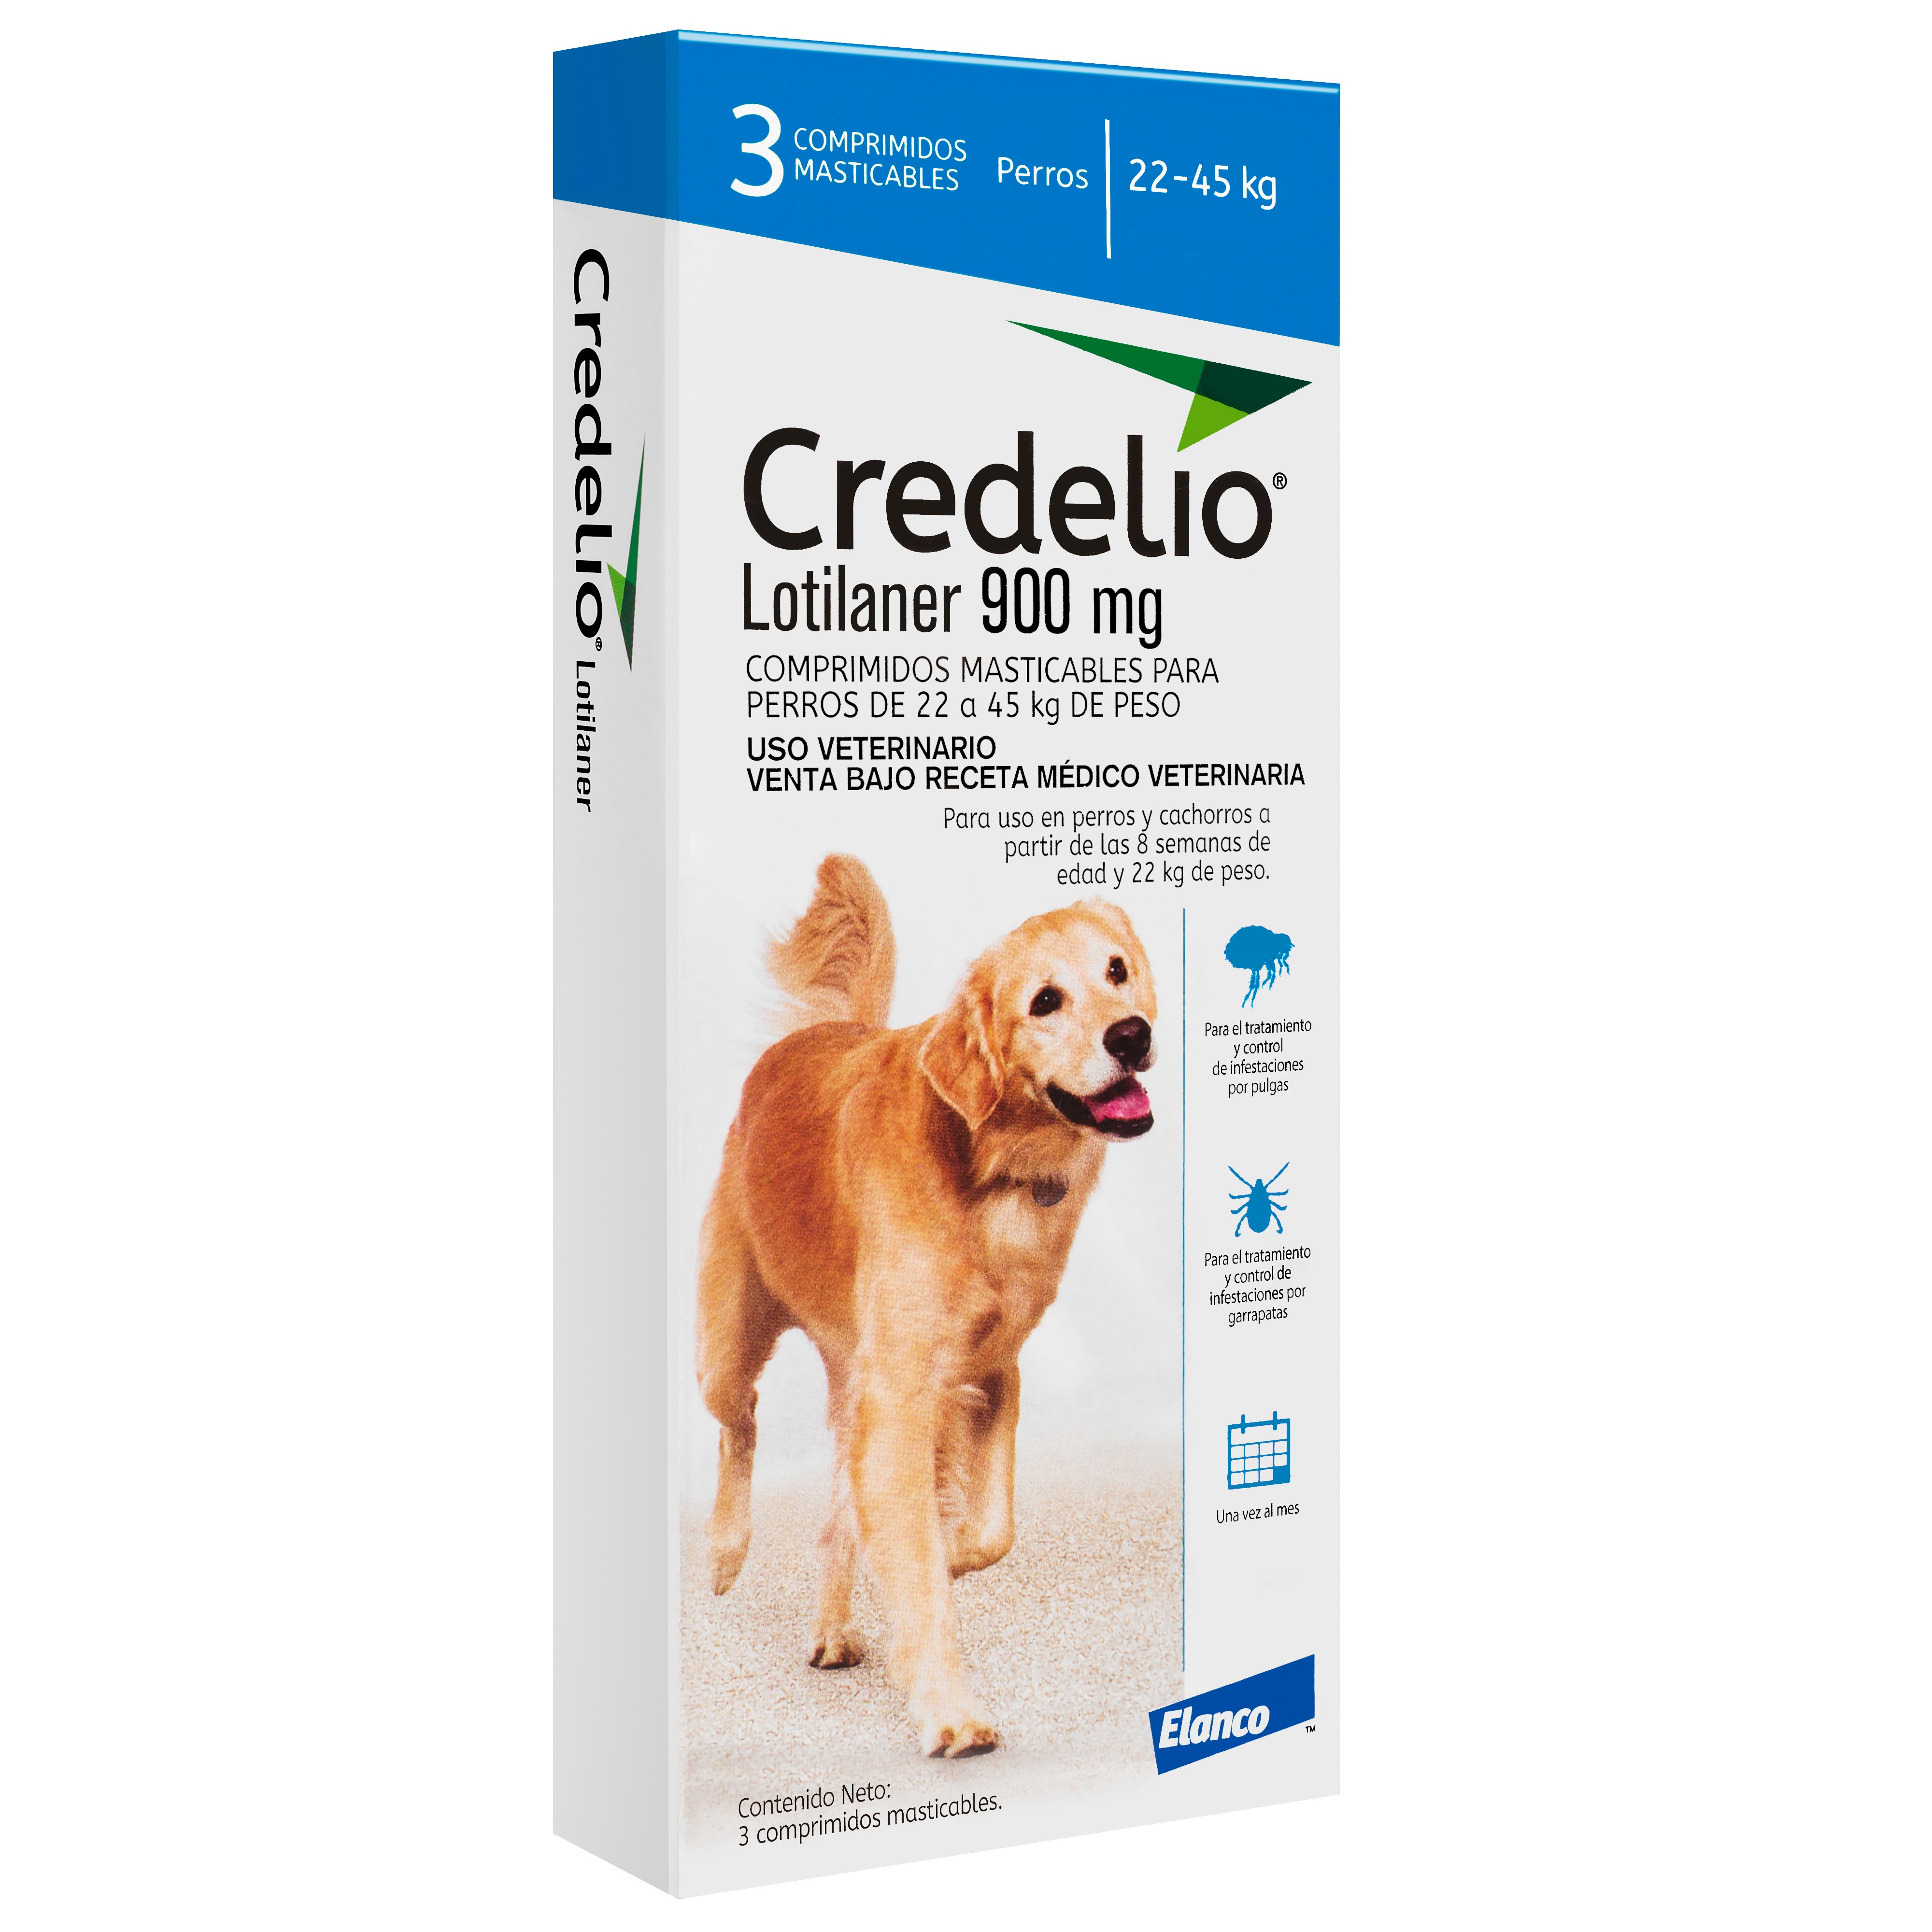 3 COMPRIMIDOS
MASTICABLES
Perros
22-45 kg
Credelio® Lotilaner
Credelio®
Lotilaner 900 mg
COMPRIMIDOS MASTICABLES PARA
PERROS DE 22 a 45 kg DE PESO
USO VETERINARIO
VENTA BAJO RECETA MÉDICO VETERINARIA
Para uso en perros y cachorros a
partir de las 8 semanas de
edad y 22 kg de peso.
Para el tratamiento
y control
de infestaciones
por pulgas
Para el tratamiento
y control de
infestaciones por
garrapatas
Una vez al mes
Elanco™
Contenido Neto:
3 comprimidos masticables.